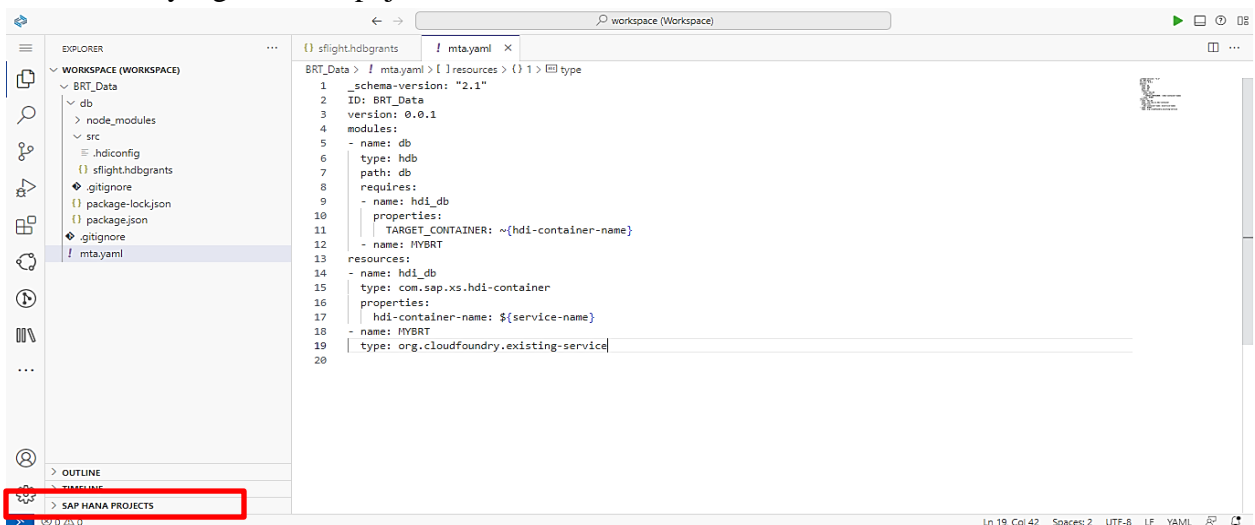 workspace (Workspace)
EXPLORER
sflight.hdbgrants
mta.yaml
WORKSPACE (WORKSPACE)
BRT_Data
db
node_modules
src
.hdiconfig
sflight.hdbgrants
.gitignore
package-lock.json
package.json
.gitignore
mta.yaml
BRT_Data > ! mta.yaml > [ ] resources > {} 1 > type
1 _schema-version: "2.1"
2 ID: BRT_Data
3 version: 0.0.1
4 modules:
5 - name: db
6 type: hdb
7 path: db
8 requires:
9 - name: hdi_db
10 properties:
11 TARGET_CONTAINER: ~{hdi-container-name}
12 - name: MYBRT
13 resources:
14 - name: hdi_db
15 type: com.sap.xs.hdi-container
16 properties:
17 hdi-container-name: ${service-name}
18 - name: MYBRT
19 type: org.cloudfoundry.existing-service
20
OUTLINE
TIMELINE
SAP HANA PROJECTS
Ln 19, Col 42 Spaces: 2 UTF-8 LF YAML